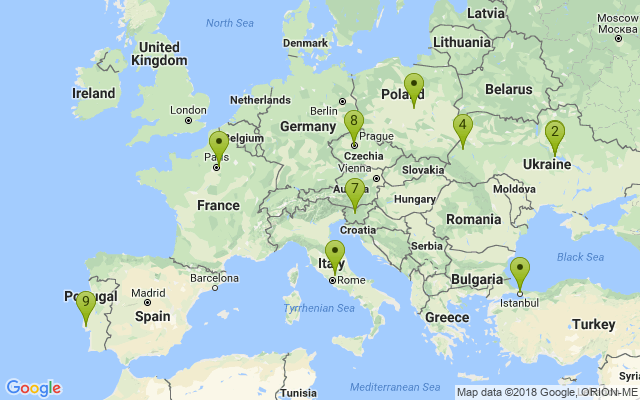 North Sea
Latvia
Moscow
Москва
United
Kingdom
Denmark
Lithuania
Ireland
Belarus
Netherlands
Berlin
Poland
London
Belgium
Germany
8
Prague
4
2
Paris
Czechia
Ukraine
Vienna
Slovakia
Austria
7
Moldova
France
Hungary
Romania
Croatia
Serbia
Italy
Black Sea
Barcelona
Rome
Bulgaria
Portugal
9
Madrid
Spain
Istanbul
Tyrrhenian Sea
Greece
Turkey
Tunisia
Mediterranean Sea
Syria
Google
Map data ©2018 Google, ORION-ME